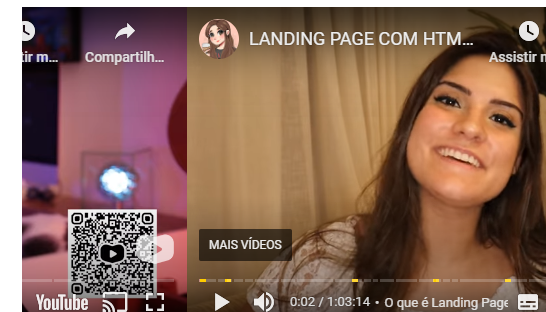 tir m...
Compartilh...
LANDING PAGE COM HTM...
Assistir m
MAIS VÍDEOS
YouTube
0:02 / 1:03:14 • O que é Landing Page